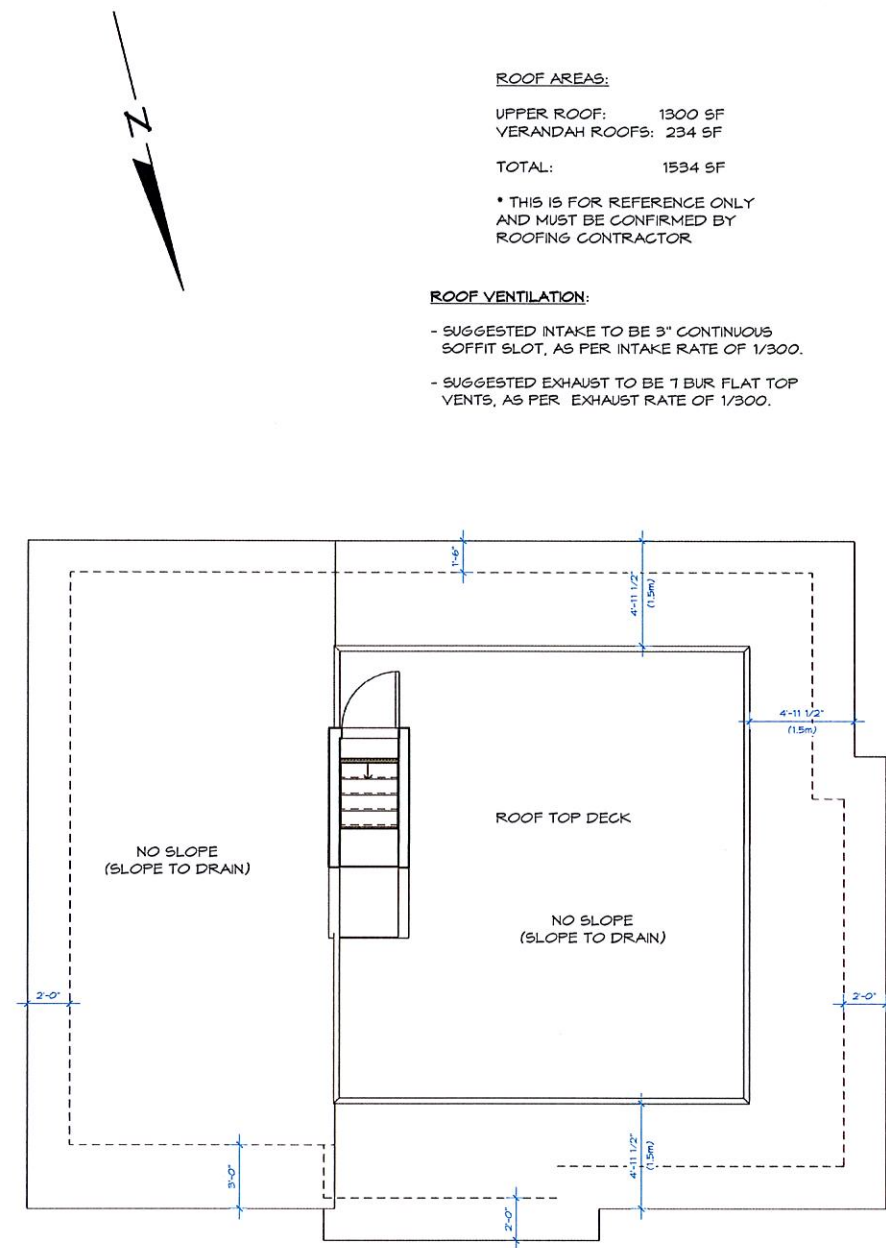 N
ROOF AREAS:
UPPER ROOF: 1300 SF
VERANDAH ROOFS: 234 SF
TOTAL: 1534 SF
* THIS IS FOR REFERENCE ONLY
AND MUST BE CONFIRMED BY
ROOFING CONTRACTOR
ROOF VENTILATION:
- SUGGESTED INTAKE TO BE 3" CONTINUOUS
SOFFIT SLOT, AS PER INTAKE RATE OF 1/300.
- SUGGESTED EXHAUST TO BE 7 BUR FLAT TOP
VENTS, AS PER EXHAUST RATE OF 1/300.
1'-6"
4'-11 1/2"
(1.5m)
4'-11 1/2"
(1.5m)
ROOF TOP DECK
NO SLOPE
(SLOPE TO DRAIN)
NO SLOPE
(SLOPE TO DRAIN)
2'-0"
2'-0"
3'-0"
4'-11 1/2"
(1.5m)
2'-0"